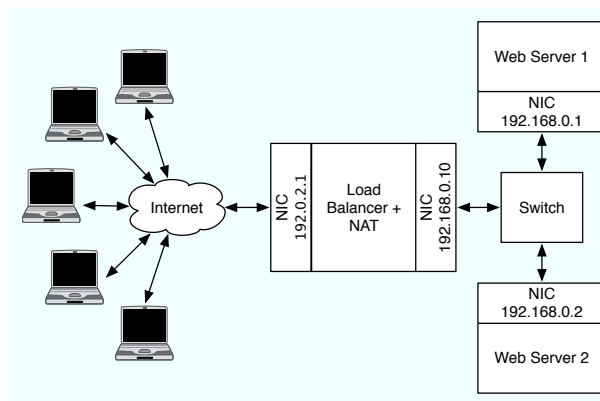 Web Server 1
NIC
192.168.0.1
Internet
NIC
192.0.2.1
Load
Balancer +
NAT
NIC
192.168.0.10
Switch
NIC
192.168.0.2
Web Server 2